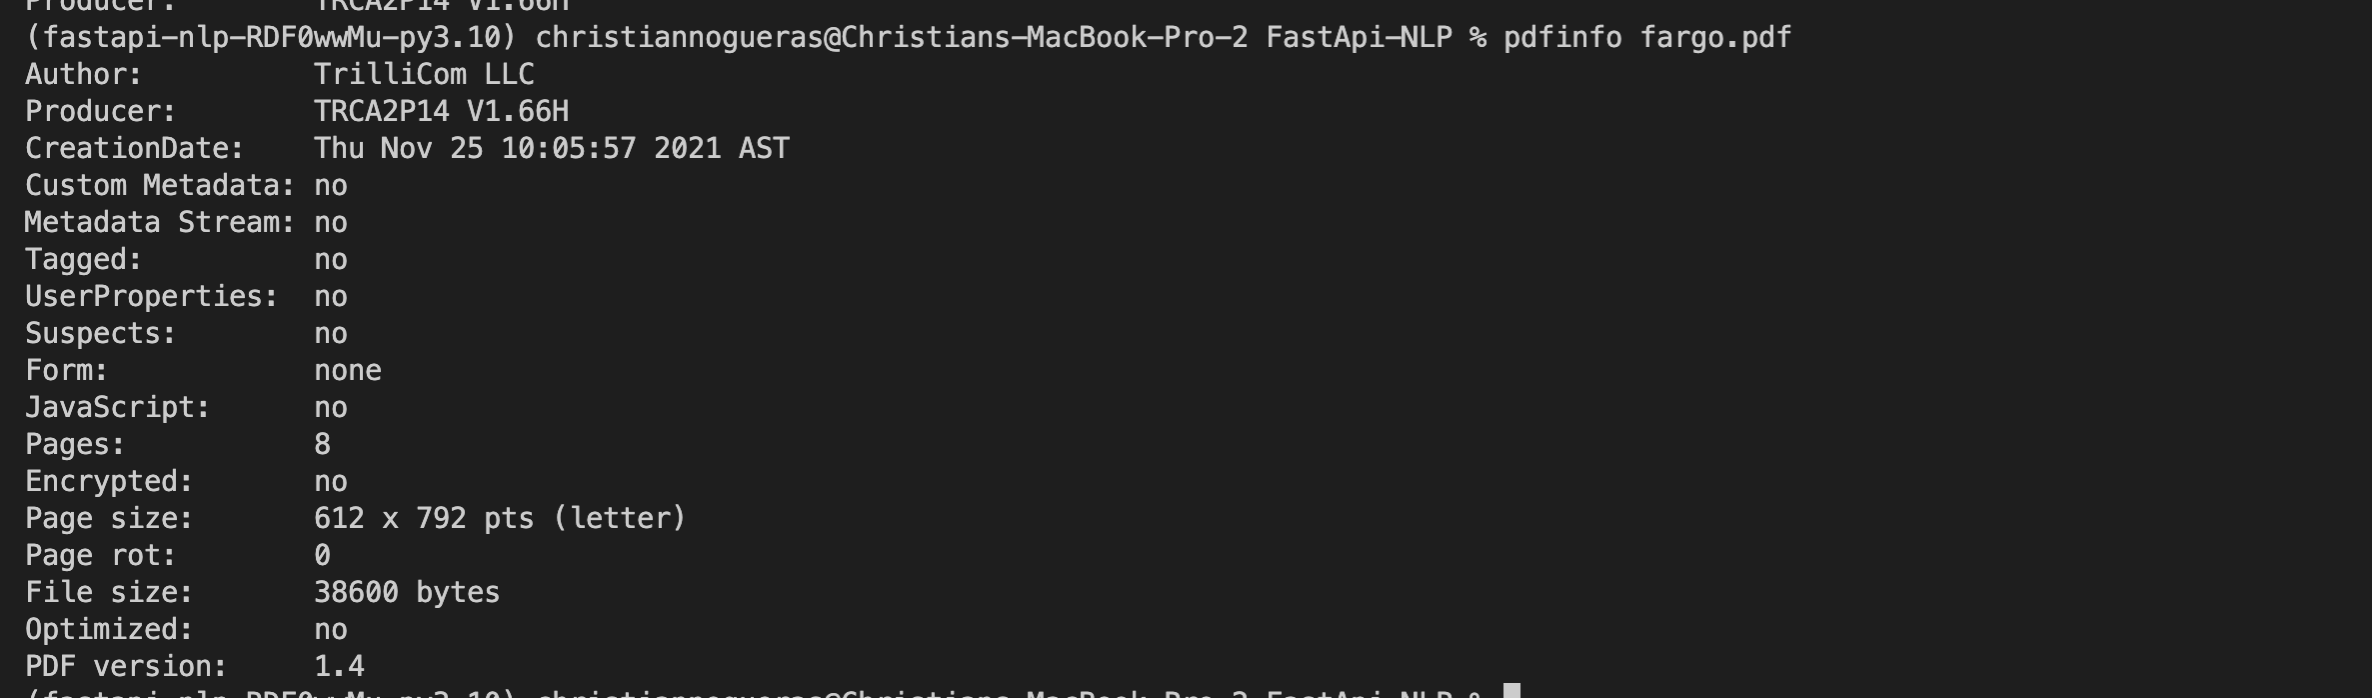 Producer: TRCA2P14 V1.66H
(fastapi-nlp-RDF0wwMu-py3.10) christiannogueras@Christians-MacBook-Pro-2 FastApi-NLP % pdfinfo fargo.pdf
Author: TrilliCom LLC
Producer: TRCA2P14 V1.66H
CreationDate: Thu Nov 25 10:05:57 2021 AST
Custom Metadata: no
Metadata Stream: no
Tagged: no
UserProperties: no
Suspects: no
Form: none
JavaScript: no
Pages: 8
Encrypted: no
Page size: 612 x 792 pts (letter)
Page rot: 0
File size: 38600 bytes
Optimized: no
PDF version: 1.4
(fastapi-nlp-RDF0wwMu-py3.10) christiannogueras@Christians-MacBook-Pro-2 FastApi-NLP %